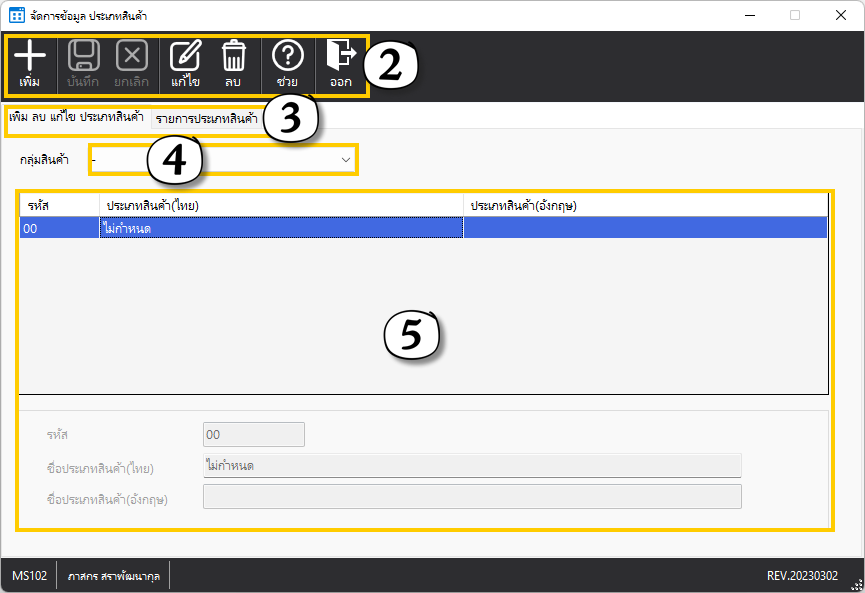 จัดการข้อมูล ประเภทสินค้า
เพิ่ม บันทึก ยกเลิก แก้ไข ลบ ช่วย ออก
2
เพิ่ม ลบ แก้ไข ประเภทสินค้า รายการประเภทสินค้า
3
กลุ่มสินค้า -
4
รหัส ประเภทสินค้า(ไทย) ประเภทสินค้า(อังกฤษ)
00 ไม่กำหนด
5
รหัส 00
ชื่อประเภทสินค้า(ไทย) ไม่กำหนด
ชื่อประเภทสินค้า(อังกฤษ)
MS102 ภาสกร สราพัฒนากุล REV.20230302